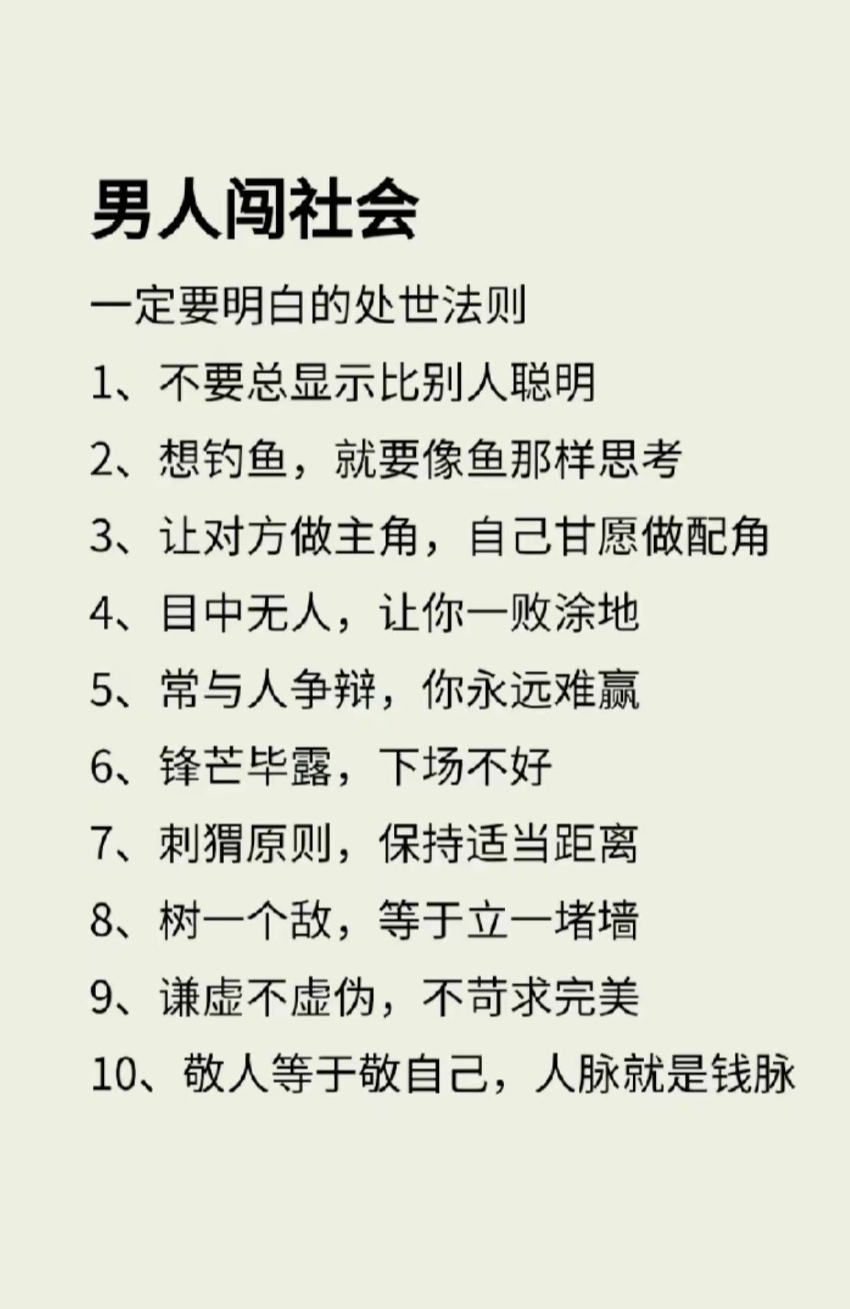 男人闯社会
一定要明白的处世法则
1、不要总显示比别人聪明
2、想钓鱼，就要像鱼那样思考
3、让对方做主角，自己甘愿做配角
4、目中无人，让你一败涂地
5、常与人争辩，你永远难赢
6、锋芒毕露，下场不好
7、刺猬原则，保持适当距离
8、树一个敌，等于立一堵墙
9、谦虚不虚伪，不苛求完美
10、敬人等于敬自己，人脉就是钱脉